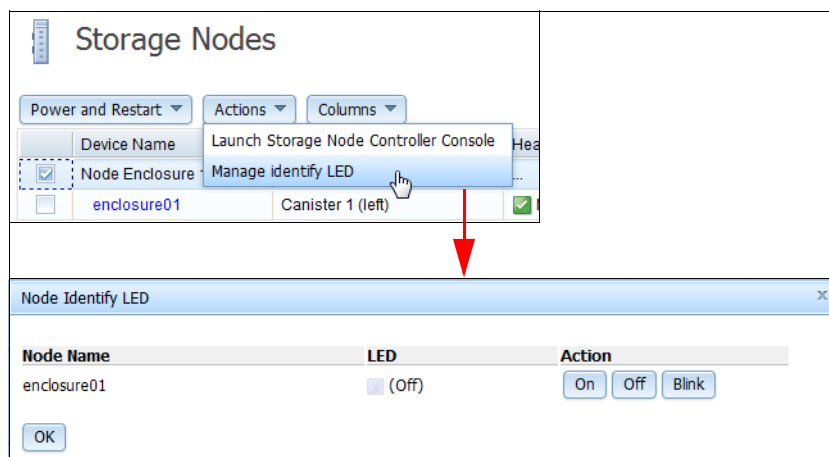 Storage Nodes
Power and Restart Actions Columns
Device Name Launch Storage Node Controller Console Hea
Node Enclosure Manage identify LED ...
enclosure01 Canister 1 (left)
Node Identify LED x
Node Name LED Action
enclosure01 (Off) On Off Blink
OK